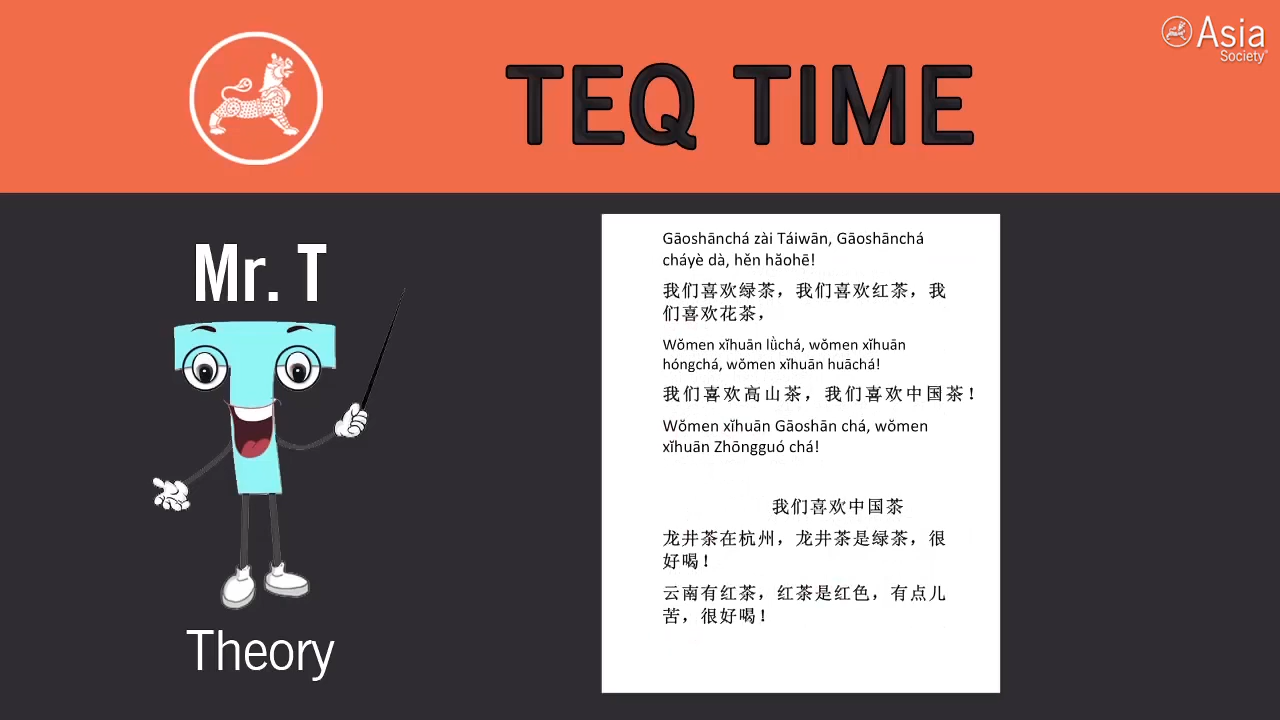 Asia
Society
TEQ TIME
Mr. T
Theory
Gāoshānchá zài Táiwān, Gāoshānchá
cháyè dà, hěn hǎohē!
我们喜欢绿茶，我们喜欢红茶，我
们喜欢花茶，
Wǒmen xǐhuān lǜchá, wǒmen xǐhuān
hóngchá, wǒmen xǐhuān huāchá!
我们喜欢高山茶，我们喜欢中国茶！
Wǒmen xǐhuān Gāoshān chá, wǒmen
xǐhuān Zhōngguó chá!
我们喜欢中国茶
龙井茶在杭州，龙井茶是绿茶，很
好喝！
云南有红茶，红茶是红色，有点儿
苦，很好喝！